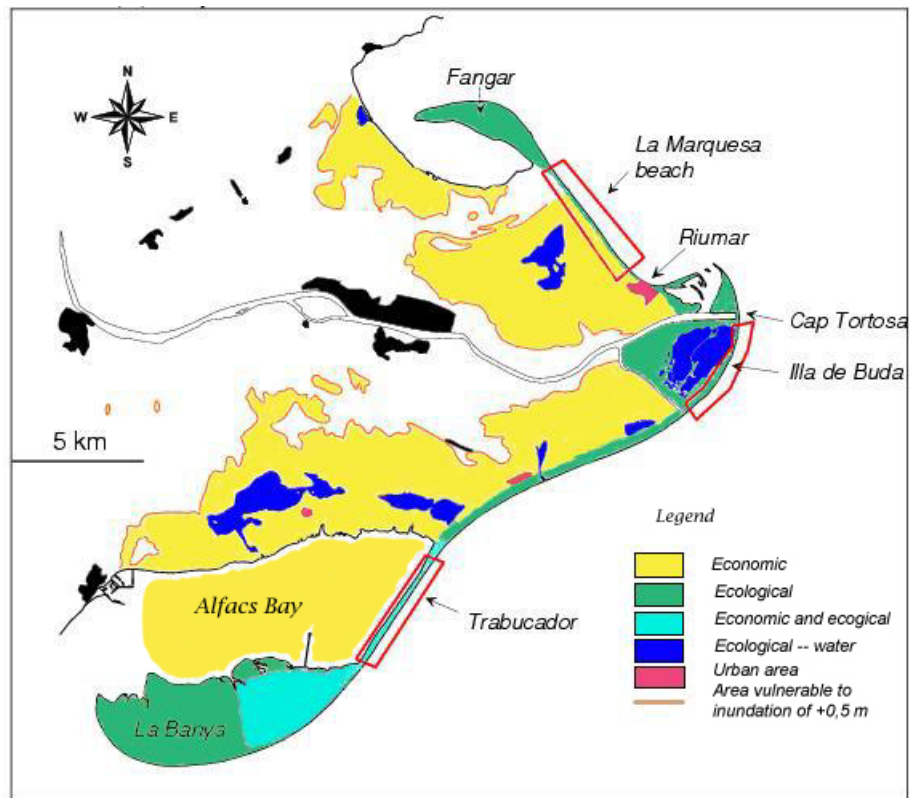 N
W E
S
Fangar
La Marquesa
beach
Riumar
Cap Tortosa
Illa de Buda
5 km
Legend
Economic
Ecological
Economic and ecogical
Ecological -- water
Urban area
Area vulnerable to
inundation of +0,5 m
Alfacs Bay
Trabucador
La Banya